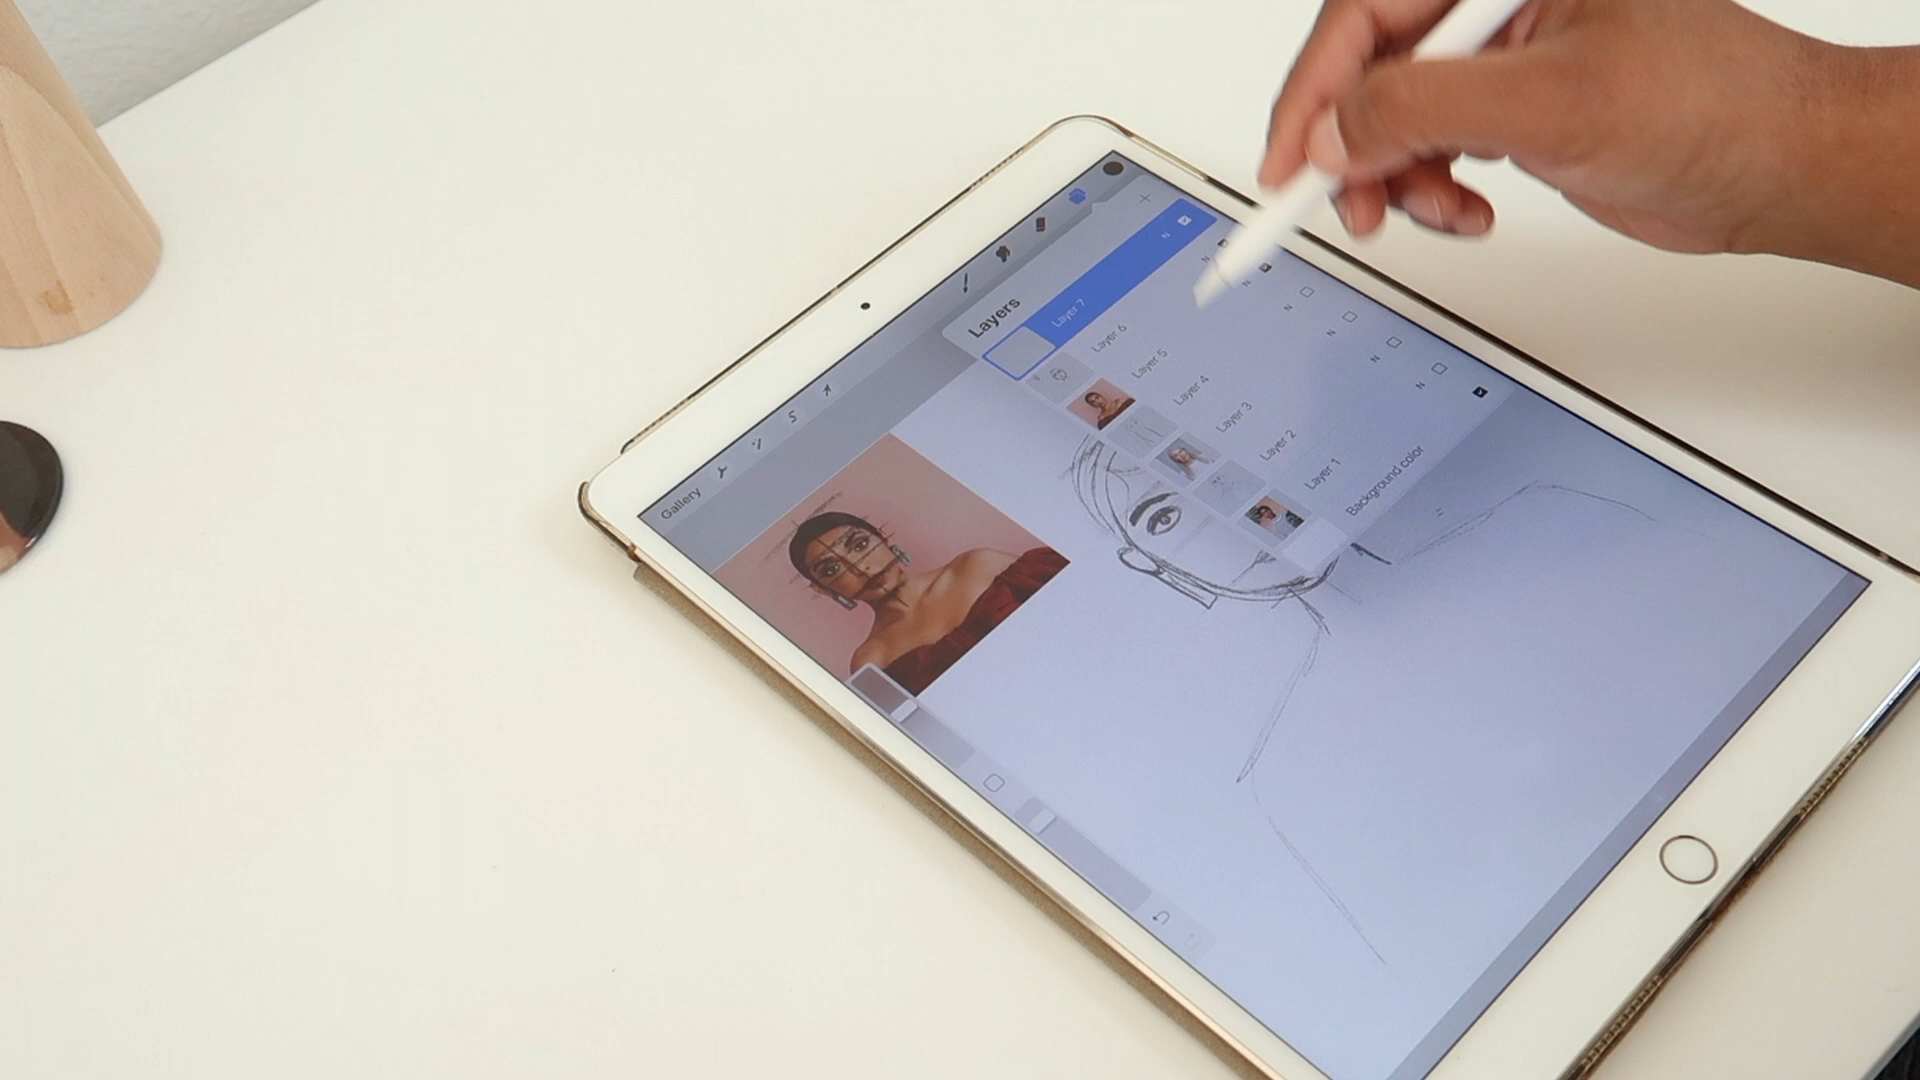 Gallery
Layers
Layer 7
N
Layer 6
N
Layer 5
N
Layer 4
N
Layer 3
N
Layer 2
N
Layer 1
N
Background color